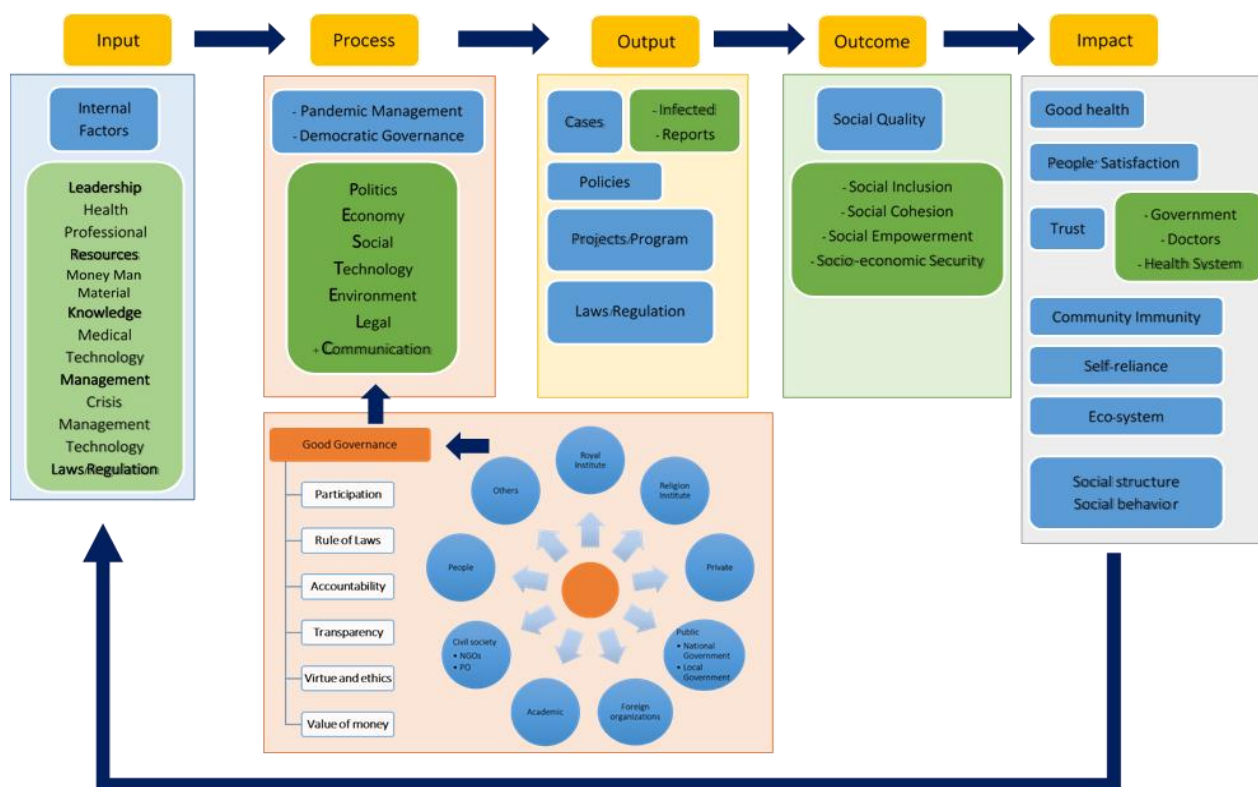 Input
Process
Output
Outcome
Impact
Internal
Factors
Leadership
Health
Professional
Resources
Money Man
Material
Knowledge
Medical
Technology
Management
Crisis
Management
Technology
Laws/Regulation
- Pandemic Management
- Democratic Governance
Politics
Economy
Social
Technology
Environment
Legal
+ Communication
Cases
- Infected
- Reports
Policies
Projects/Program
Laws/Regulation
Social Quality
- Social Inclusion
- Social Cohesion
- Social Empowerment
- Socio-economic Security
Good health
People' Satisfaction
Trust
- Government
- Doctors
- Health System
Community Immunity
Self-reliance
Eco-system
Social structure
Social behavior
Good Governance
Participation
Rule of Laws
Accountability
Transparency
Virtue and ethics
Value of money
Royal
Institute
Religion
Institute
Private
Public
• National
Government
• Local
Government
Foreign
organizations
Academic
Civil society
• NGOs
• PO
People
Others